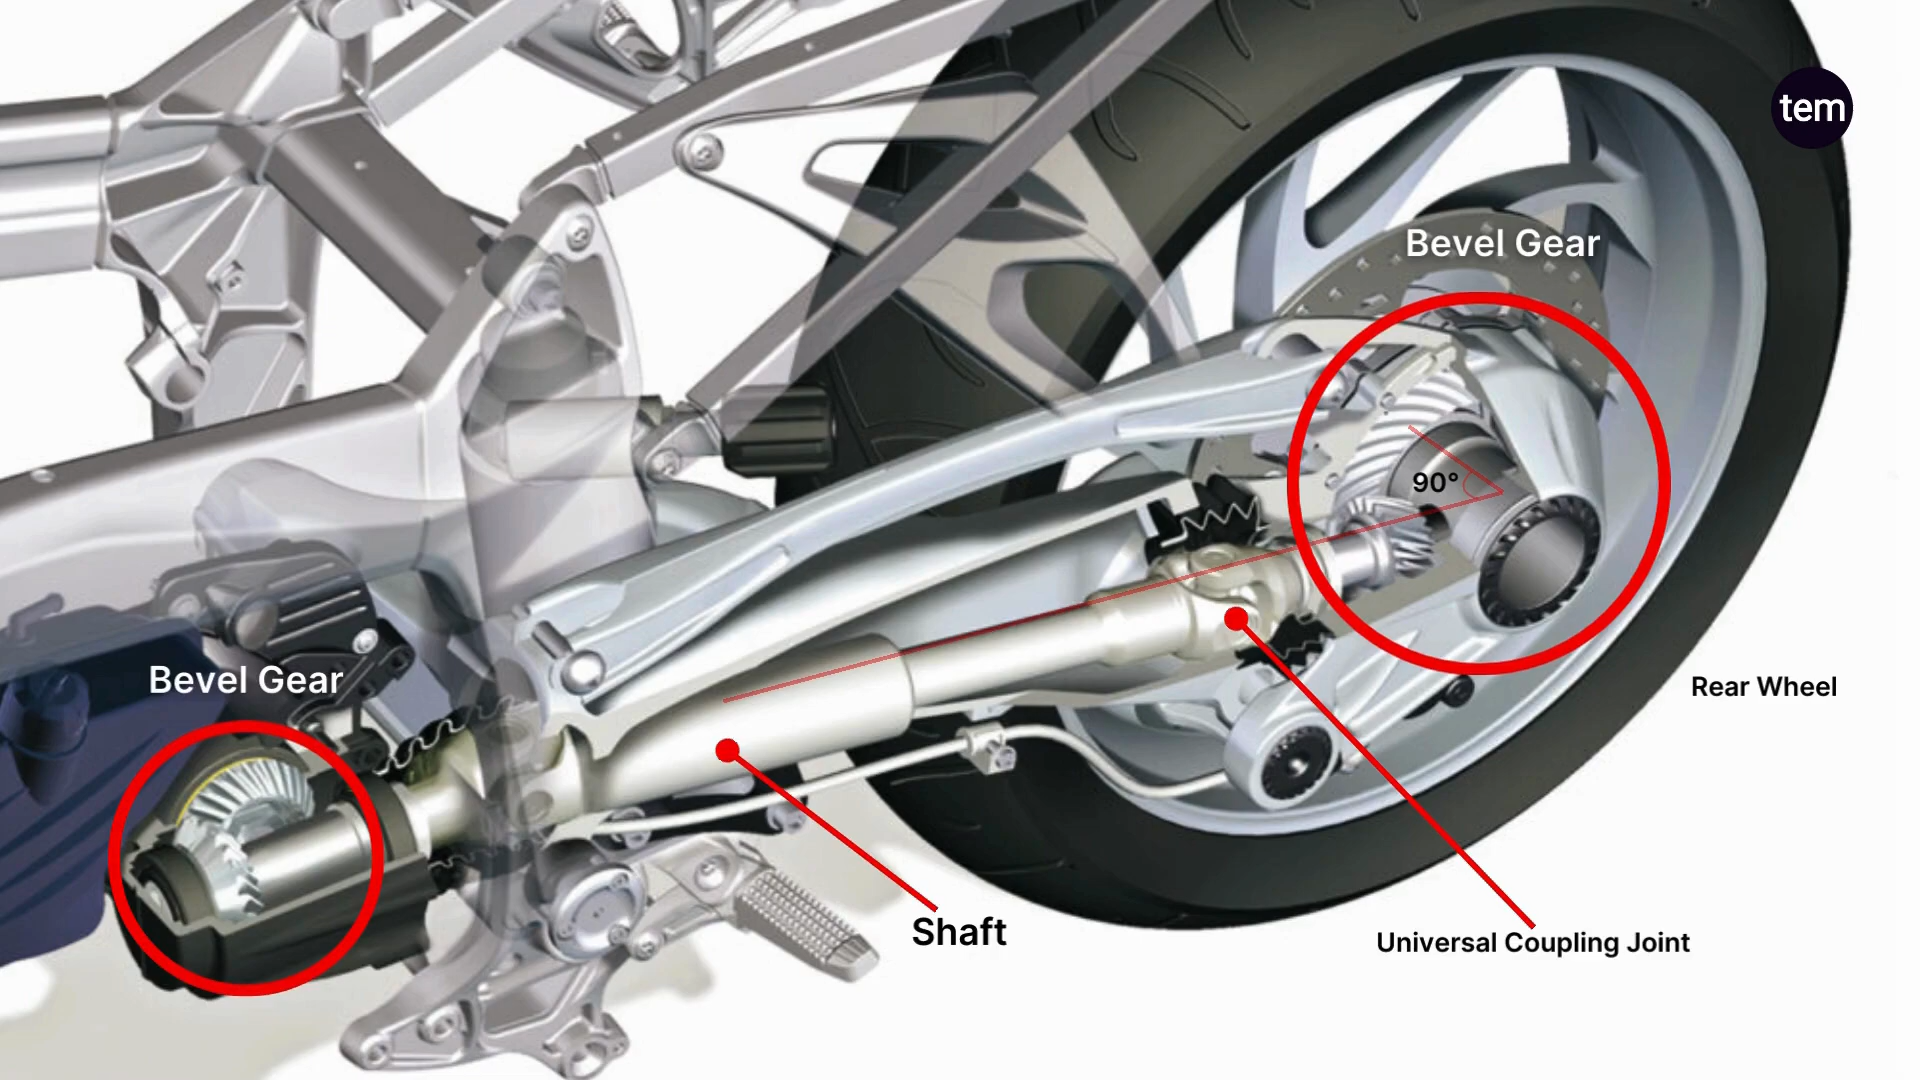 tem
Bevel Gear
90°
Bevel Gear
Rear Wheel
Shaft
Universal Coupling Joint